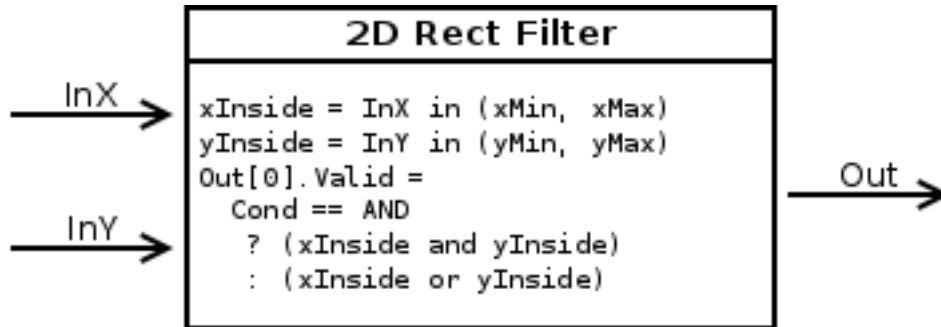 2D Rect Filter
InX
xInside = InX in (xMin, xMax)
yInside = InY in (yMin, yMax)
Out[0].Valid =
Out
Cond == AND
InY
? (xInside and yInside)
: (xInside or yInside)